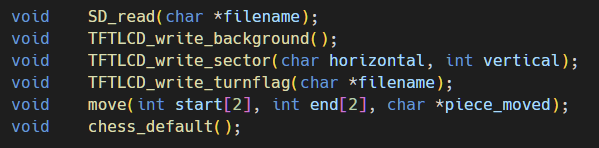 void    SD_read(char *filename);
void    TFTLCD_write_background();
void    TFTLCD_write_sector(char horizontal, int vertical);
void    TFTLCD_write_turnflag(char *filename);
void    move(int start[2], int end[2], char *piece_moved);
void    chess_default();